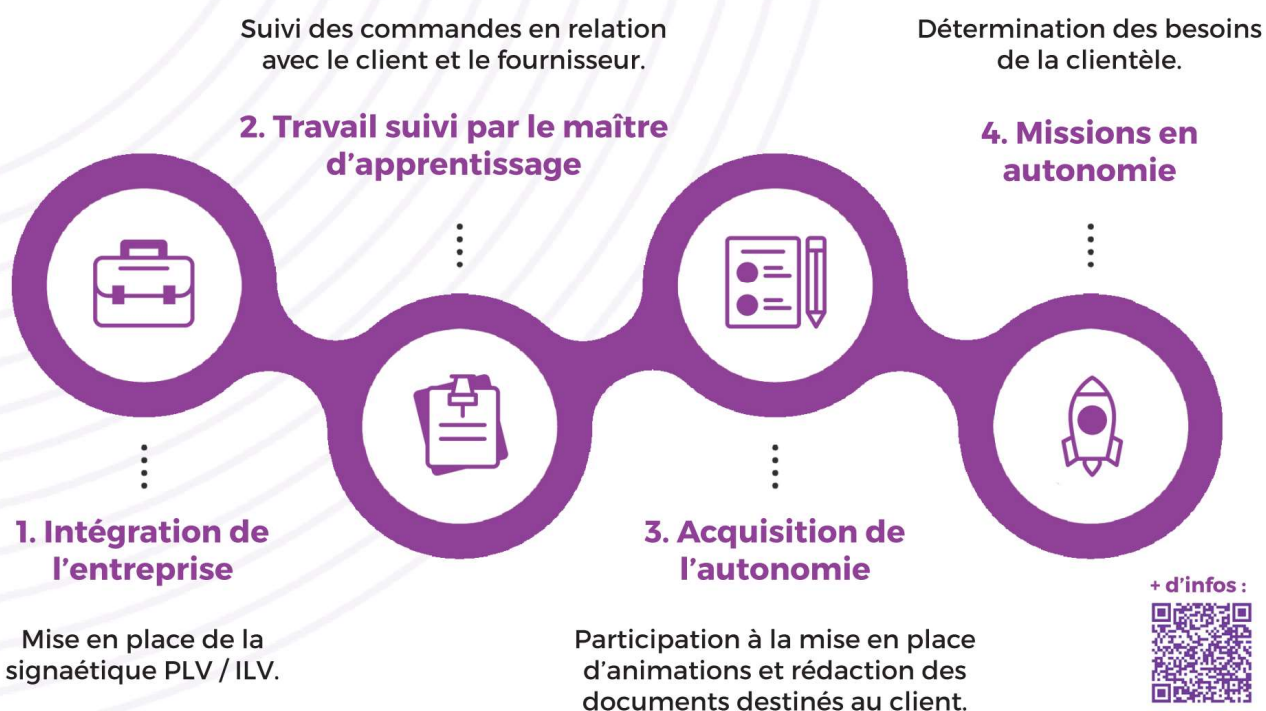 Suivi des commandes en relation
avec le client et le fournisseur.
2. Travail suivi par le maître
d'apprentissage
Détermination des besoins
de la clientèle.
4. Missions en
autonomie
1. Intégration de
l'entreprise
Mise en place de la
signaétique PLV / ILV.
3. Acquisition de
l'autonomie
Participation à la mise en place
d'animations et rédaction des
documents destinés au client.
+ d'infos :